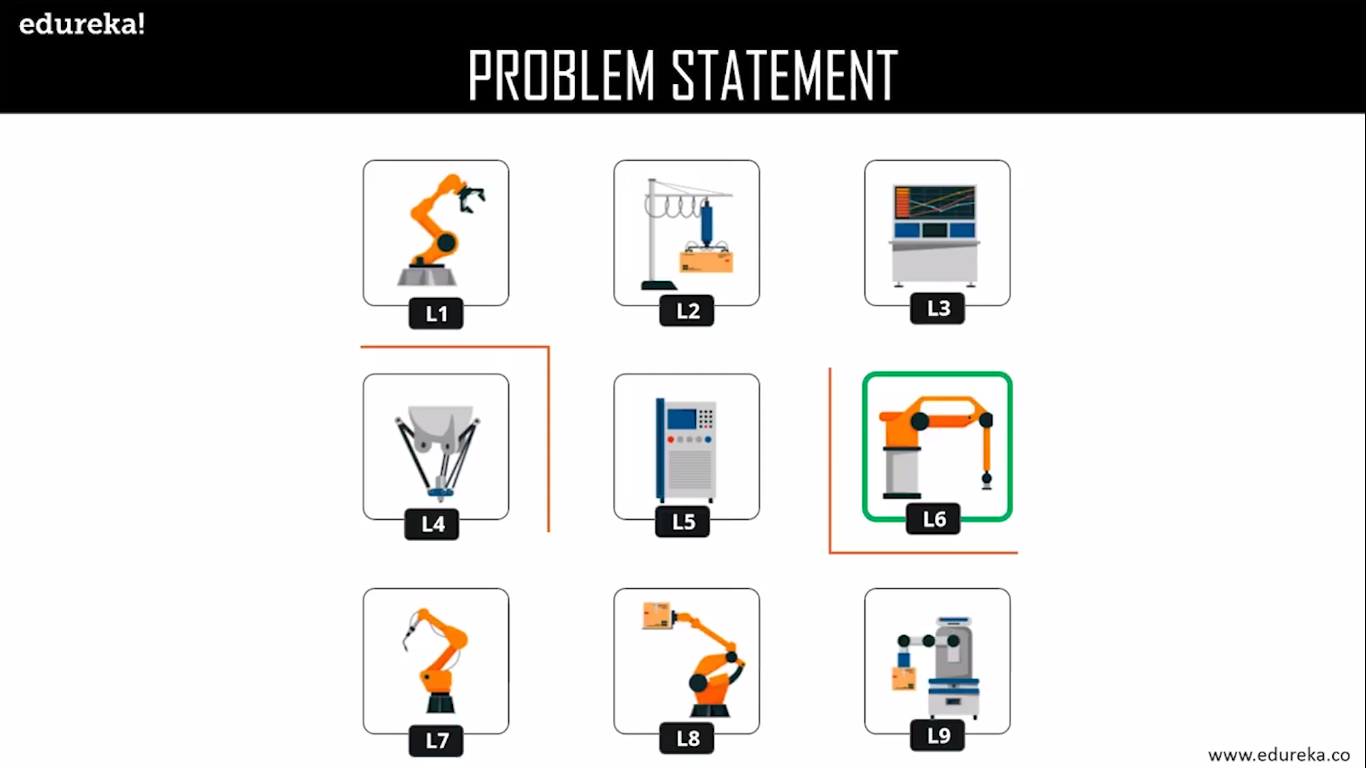 edureka!
PROBLEM STATEMENT
L1
L2
L3
L4
L5
L6
L7
L8
L9
www.edureka.co